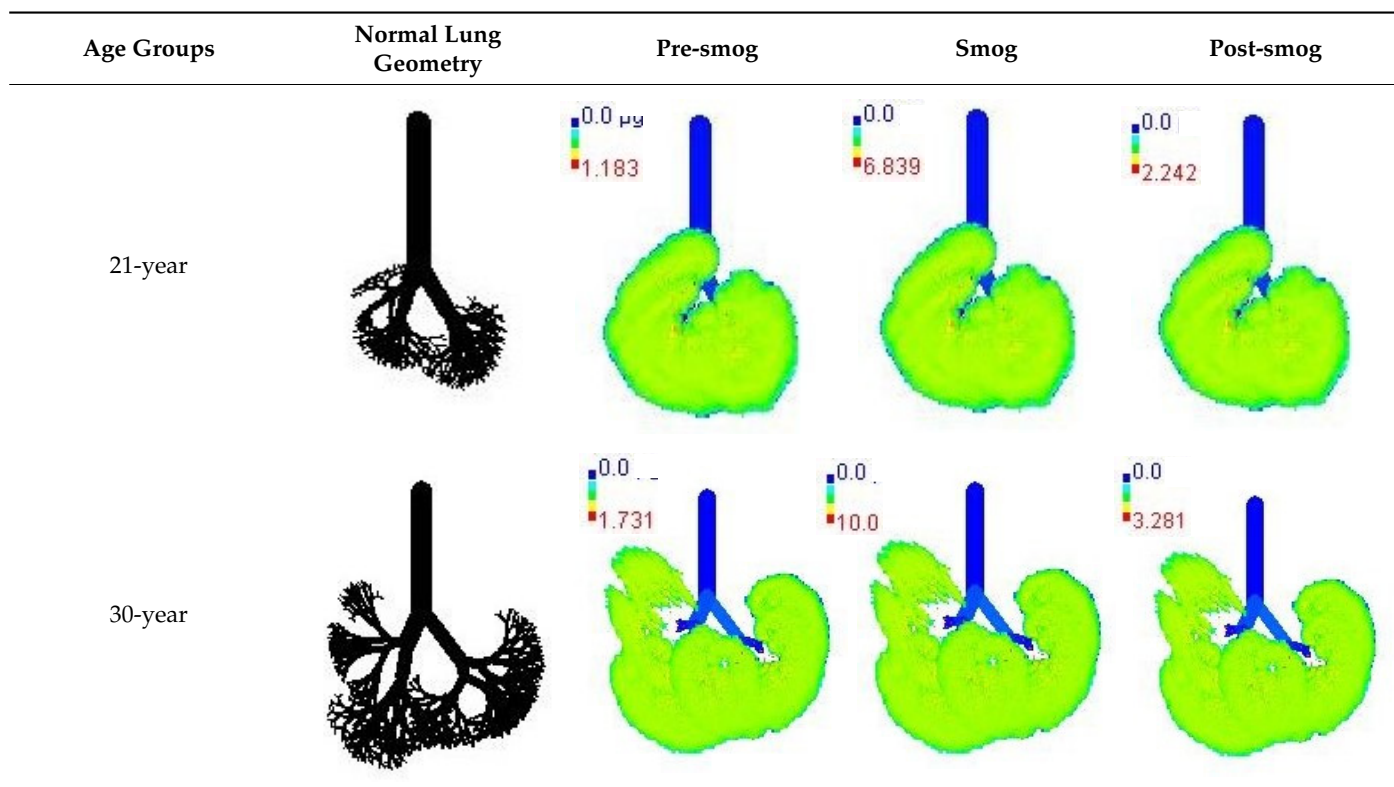 Age Groups
Normal Lung
Geometry
Pre-smog
Smog
Post-smog
21-year
0.0 μg
1.183
0.0
6.839
0.0
2.242
30-year
0.0
1.731
0.0
10.0
0.0
3.281